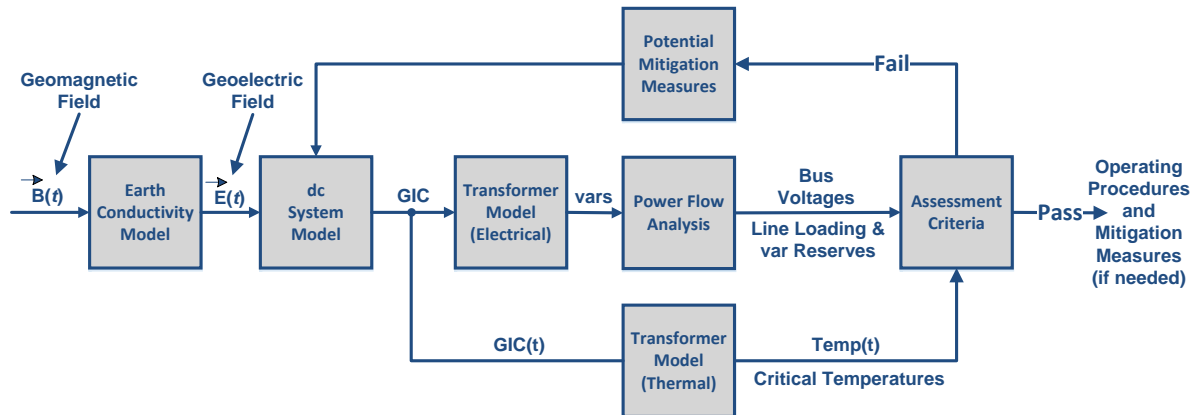 Potential
Mitigation
Measures
Fail
Geomagnetic
Field
Geoelectric
Field
B(t)
Earth
Conductivity
Model
E(t)
dc
System
Model
GIC
Transformer
Model
(Electrical)
vars
Power Flow
Analysis
Bus
Voltages
Line Loading &
var Reserves
Assessment
Criteria
Pass
Operating
Procedures
and
Mitigation
Measures
(if needed)
GIC(t)
Transformer
Model
(Thermal)
Temp(t)
Critical Temperatures